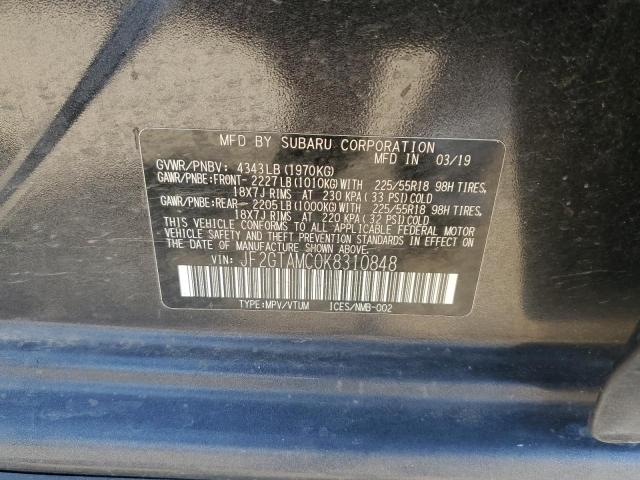 MFD BY SUBARU CORPORATION
MFD IN 03/19
GVWR/PNBV: 4343LB(1970KG)
GAWR/PNBE:FRONT- 2227LB(1010KG)WITH 225/55R18 98H TIRES,
18X7J RIMS AT 230 KPA(33 PSI)COLD
GAWR/PNBE:REAR- 2205LB(1000KG)WITH 225/55R18 98H TIRES,
18X7J RIMS AT 220 KPA(32 PSI)COLD
THIS VEHICLE CONFORMS TO ALL APPLICABLE FEDERAL MOTOR
VEHICLE SAFETY AND THEFT PREVENTION STANDARDS IN EFFECT ON
THE DATE OF MANUFACTURE SHOWN ABOVE.
VIN: JF2GTAMC0K8310848
TYPE:MPV/VTUM ICES/NMB-002